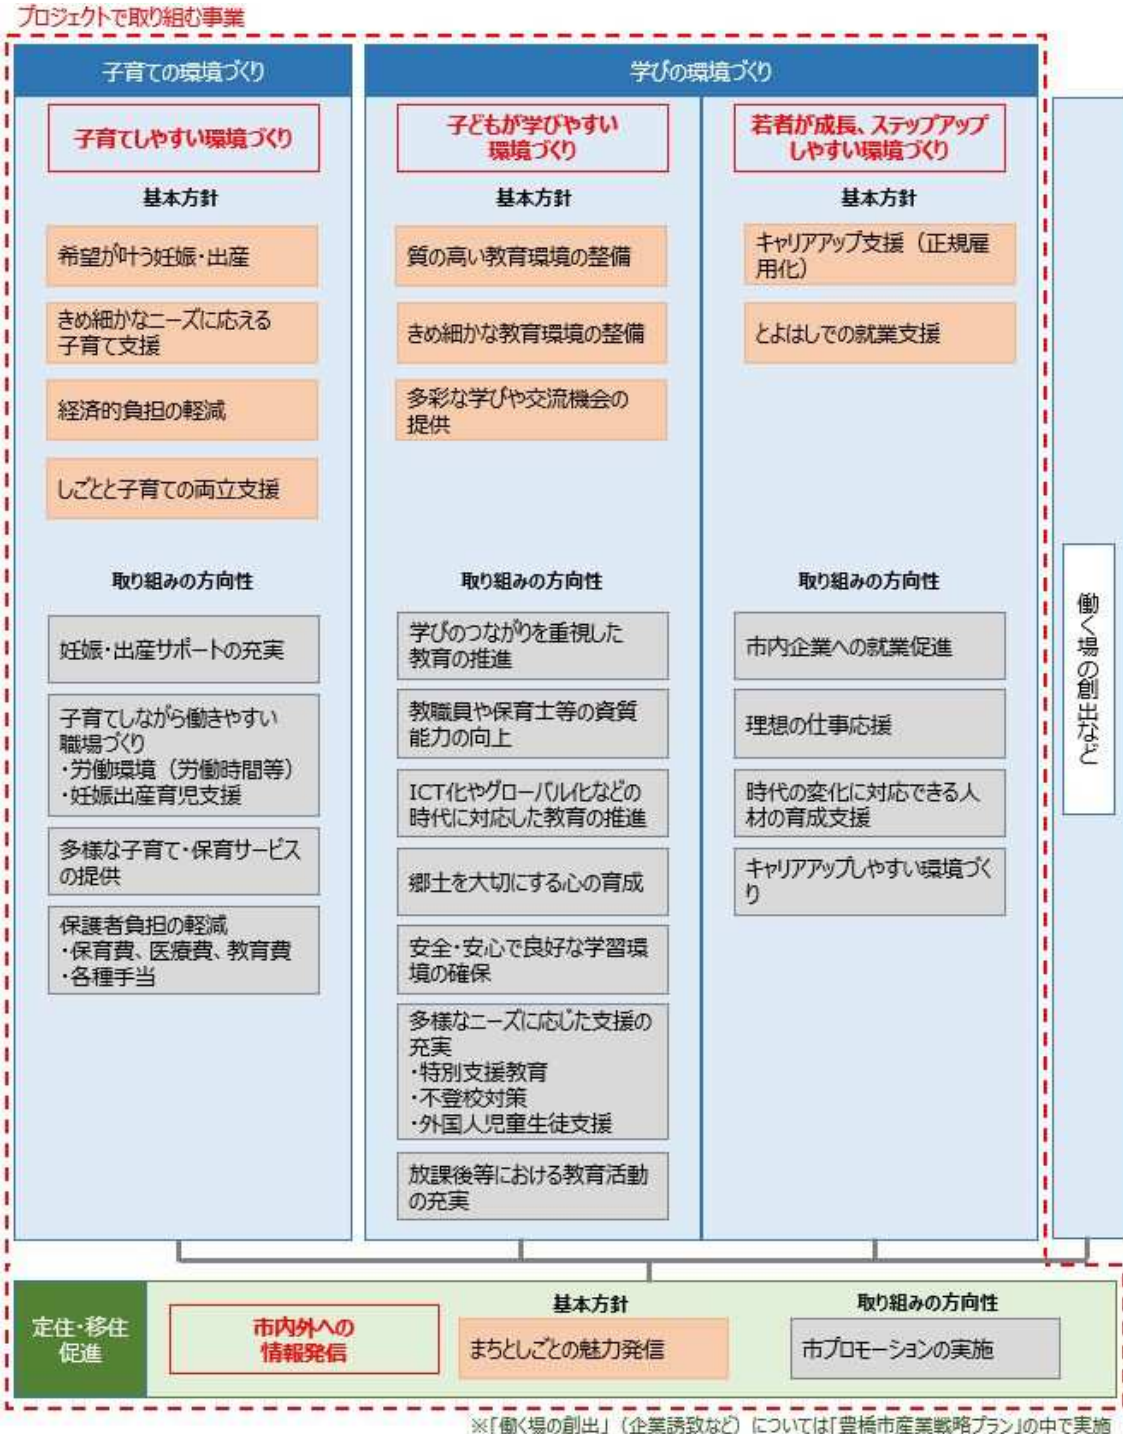 プロジェクトで取り組む事業
子育ての環境づくり
子育てしやすい環境づくり
基本方針
希望が叶う妊娠・出産
きめ細かなニーズに応える
子育て支援
経済的負担の軽減
しごとと子育ての両立支援
取り組みの方向性
妊娠・出産サポートの充実
子育てしながら働きやすい
職場づくり
・労働環境（労働時間等）
・妊娠出産育児支援
多様な子育て・保育サービス
の提供
保護者負担の軽減
・保育費、医療費、教育費
・各種手当
学びの環境づくり
子どもが学びやすい
環境づくり
基本方針
質の高い教育環境の整備
きめ細かな教育環境の整備
多彩な学びや交流機会の
提供
取り組みの方向性
学びのつながりを重視した
教育の推進
教職員や保育士等の資質
能力の向上
ICT化やグローバル化などの
時代に対応した教育の推進
郷土を大切にする心の育成
安全・安心で良好な学習環
境の確保
多様なニーズに応じた支援の
充実
・特別支援教育
・不登校対策
・外国人児童生徒支援
放課後等における教育活動
の充実
若者が成長、ステップアップ
しやすい環境づくり
基本方針
キャリアアップ支援（正規雇
用化）
とよはしでの就業支援
取り組みの方向性
市内企業への就業促進
理想の仕事応援
時代の変化に対応できる人
材の育成支援
キャリアアップしやすい環境づく
り
働く場の創出など
定住・移住
促進
市内外への
情報発信
基本方針
まちとしごとの魅力発信
取り組みの方向性
市プロモーションの実施
※「働く場の創出」（企業誘致など）については「豊橋市産業戦略プラン」の中で実施